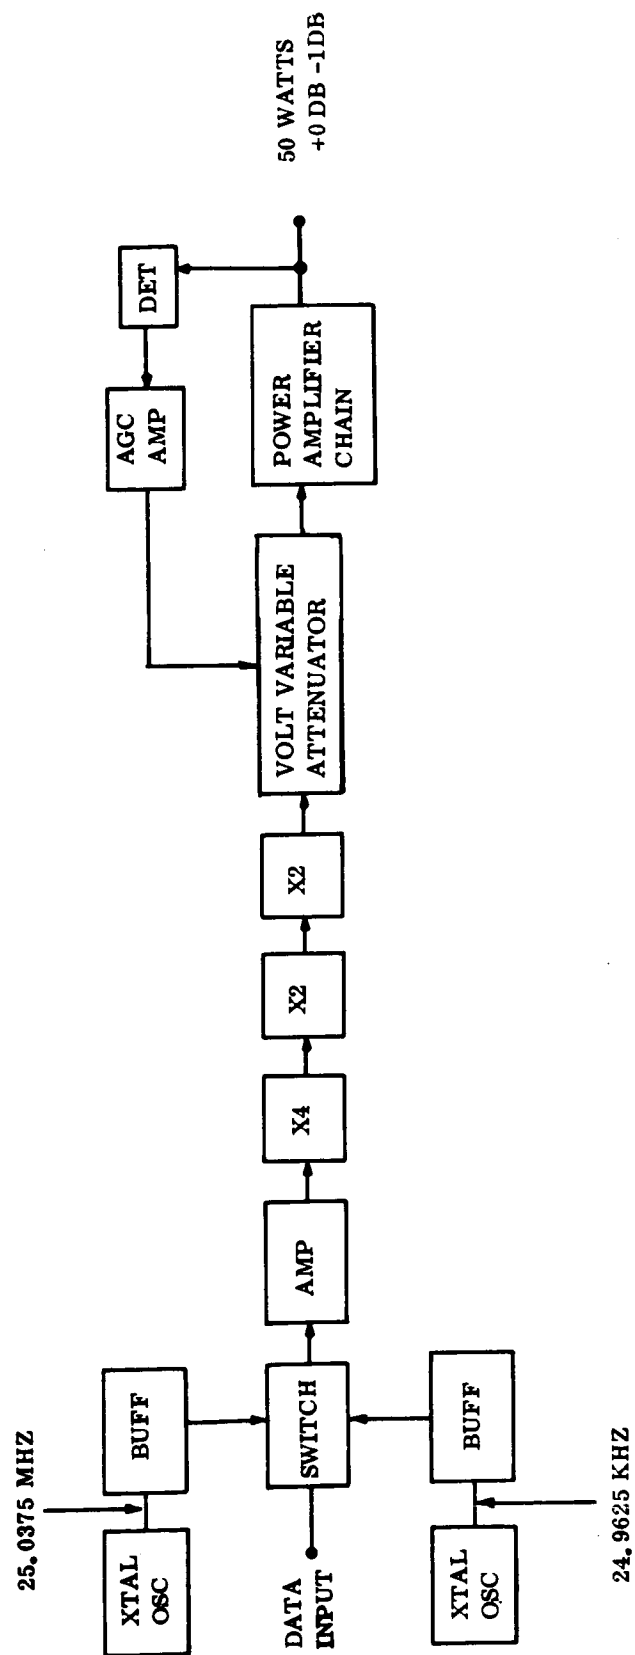 25.0375 MHZ
XTAL
OSC
BUFF
DATA
INPUT
SWITCH
XTAL
OSC
BUFF
24.9625 KHZ
AMP
X4
X2
X2
VOLT VARIABLE
ATTENUATOR
AGC
AMP
DET
POWER
AMPLIFIER
CHAIN
50 WATTS
+0 DB -1DB